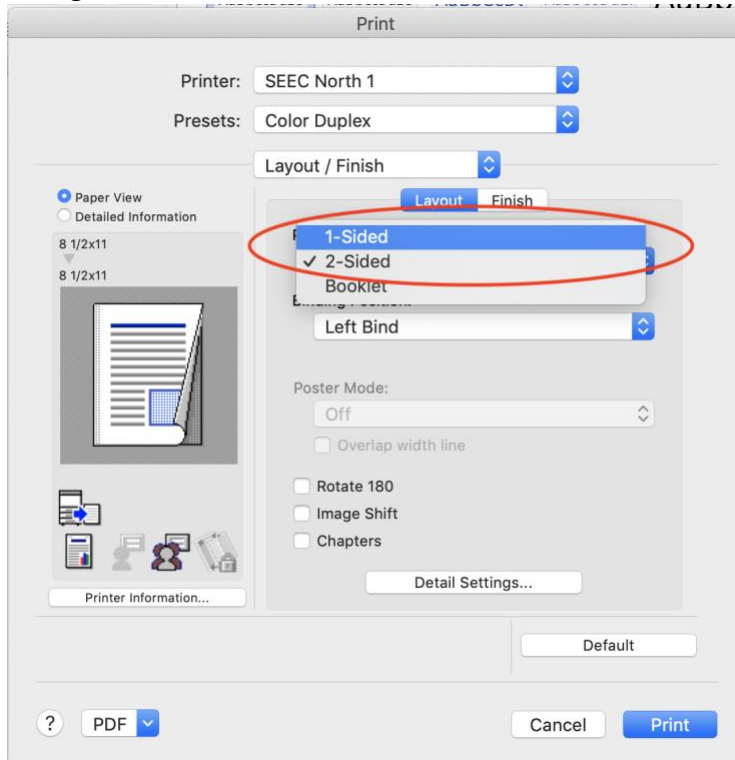 Print
Printer: SEEC North 1
Presets: Color Duplex
Layout / Finish
Paper View
Detailed Information
8 1/2x11
8 1/2x11
Layout Finish
1-Sided
✓ 2-Sided
Booklet
Binding Position:
Left Bind
Poster Mode:
Off
Overlap width line
Rotate 180
Image Shift
Chapters
Detail Settings...
Printer Information...
Default
? PDF
Cancel Print